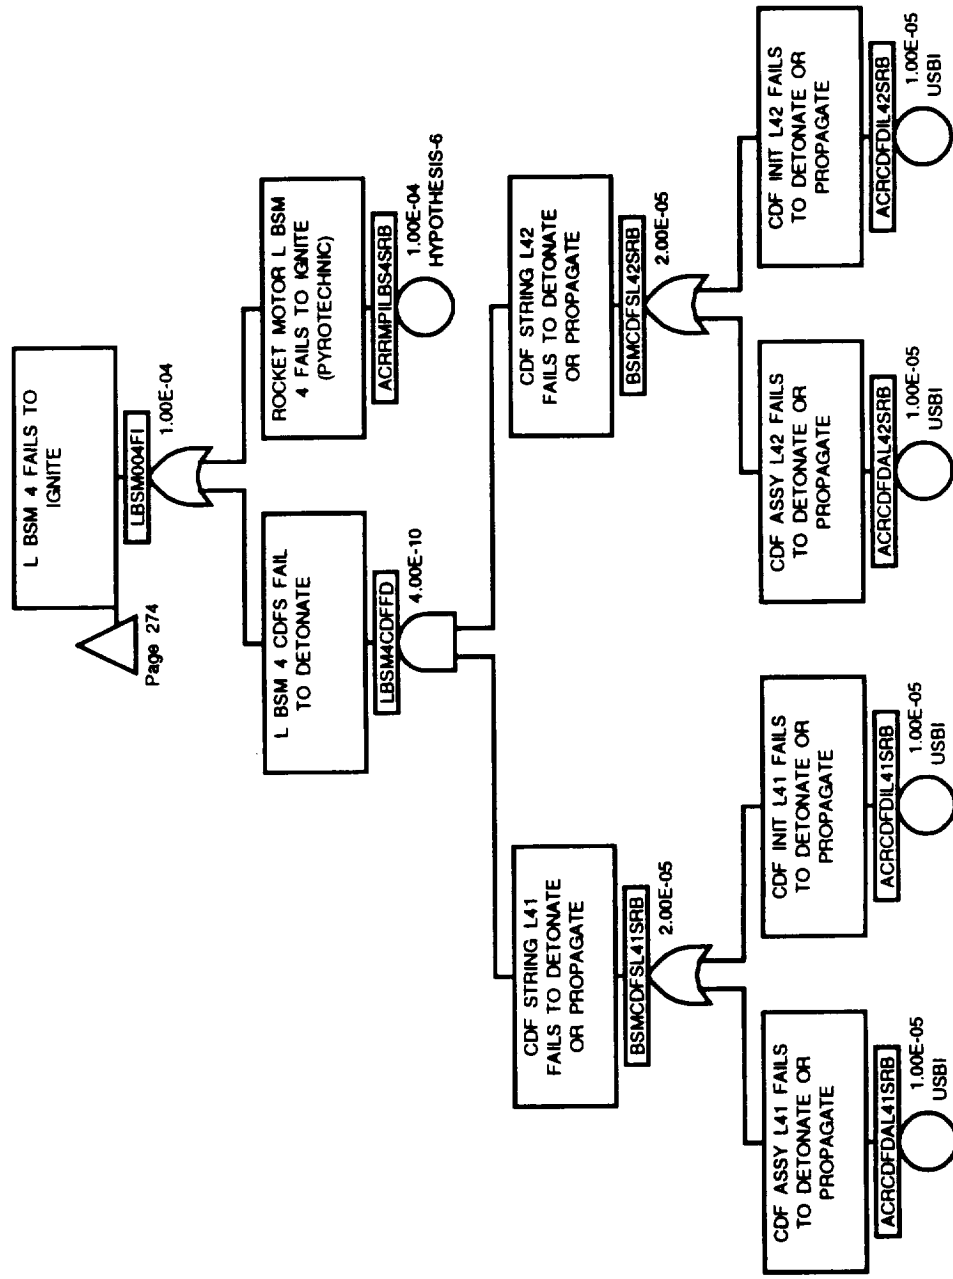 L BSM 4 FAILS TO
IGNITE
Page 274
LBSM004FI
1.00E-04
L BSM 4 CDFS FAIL
TO DETONATE
LBSM4CDFFD
4.00E-10
ROCKET MOTOR L BSM
4 FAILS TO IGNITE
(PYROTECHNIC)
ACRRMPILBS4SRB
1.00E-04
HYPOTHESIS-6
CDF STRING L41
FAILS TO DETONATE
OR PROPAGATE
BSMCDFSL41SRB
2.00E-05
CDF STRING L42
FAILS TO DETONATE
OR PROPAGATE
BSMCDFSL42SRB
2.00E-05
CDF ASSY L41 FAILS
TO DETONATE OR
PROPAGATE
ACRCDFDAL41SRB
1.00E-05
USBI
CDF INIT L41 FAILS
TO DETONATE OR
PROPAGATE
ACRCDFDIL41SRB
1.00E-05
USBI
CDF ASSY L42 FAILS
TO DETONATE OR
PROPAGATE
ACRCDFDAL42SRB
1.00E-05
USBI
CDF INIT L42 FAILS
TO DETONATE OR
PROPAGATE
ACRCDFDIL42SRB
1.00E-05
USBI